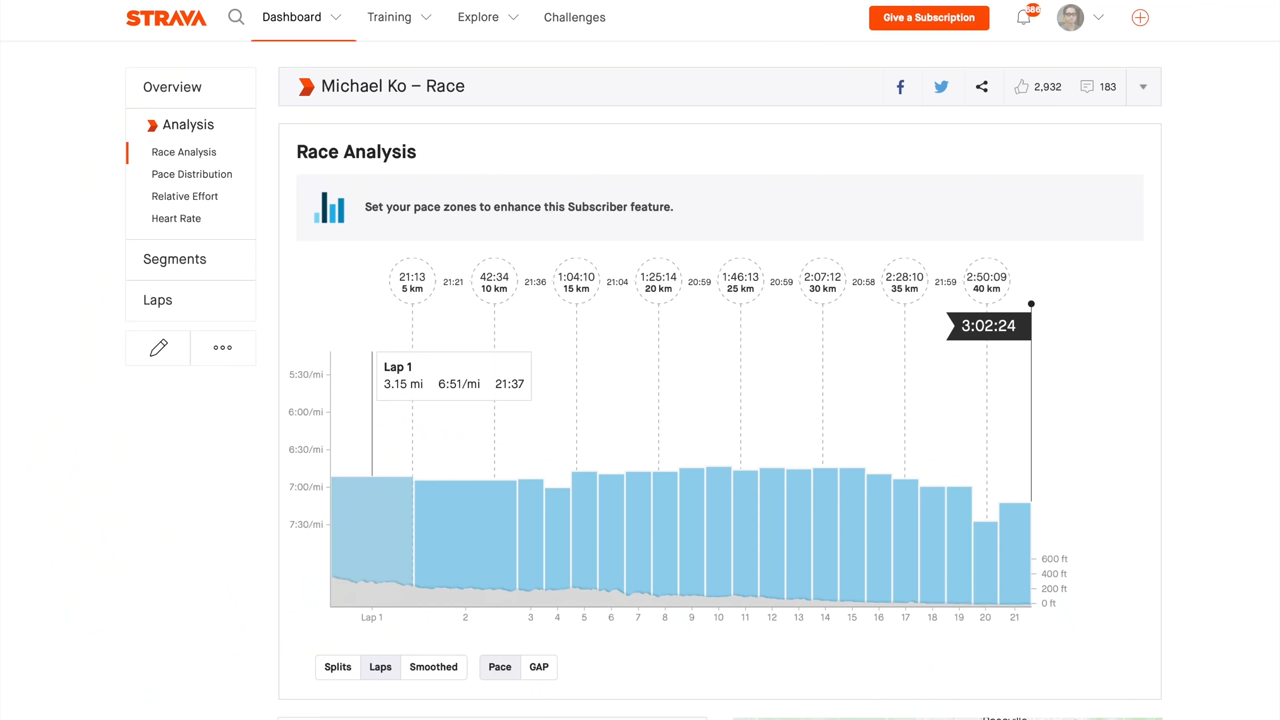 STRAVA Dashboard Training Explore Challenges Give a Subscription 686
Overview
Analysis
Race Analysis
Pace Distribution
Relative Effort
Heart Rate
Segments
Laps
Michael Ko – Race 2,932 183
Race Analysis
Set your pace zones to enhance this Subscriber feature.
21:13 21:21 42:34 21:36 1:04:10 21:04 1:25:14 20:59 1:46:13 20:59 2:07:12 20:58 2:28:10 21:59 2:50:09
5 km 10 km 15 km 20 km 25 km 30 km 35 km 40 km
3:02:24
Lap 1
3.15 mi 6:51/mi 21:37
5:30/mi
6:00/mi
6:30/mi
7:00/mi
7:30/mi
600 ft
400 ft
200 ft
0 ft
Lap 1 2 3 4 5 6 7 8 9 10 11 12 13 14 15 16 17 18 19 20 21
Splits Laps Smoothed Pace GAP